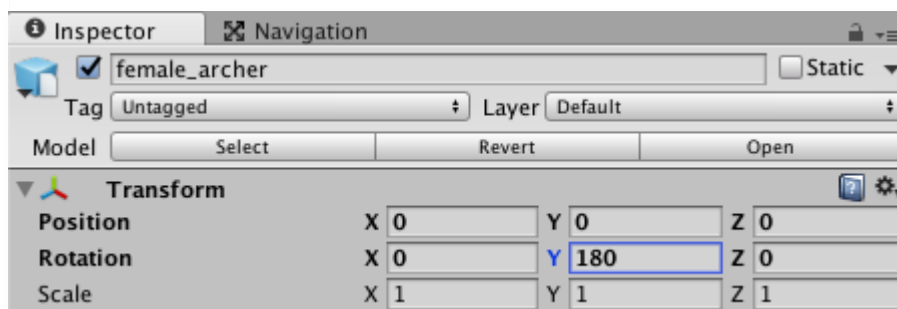 Inspector Navigation
female_archer Static
Tag Untagged Layer Default
Model Select Revert Open
Transform
Position X 0 Y 0 Z 0
Rotation X 0 Y 180 Z 0
Scale X 1 Y 1 Z 1